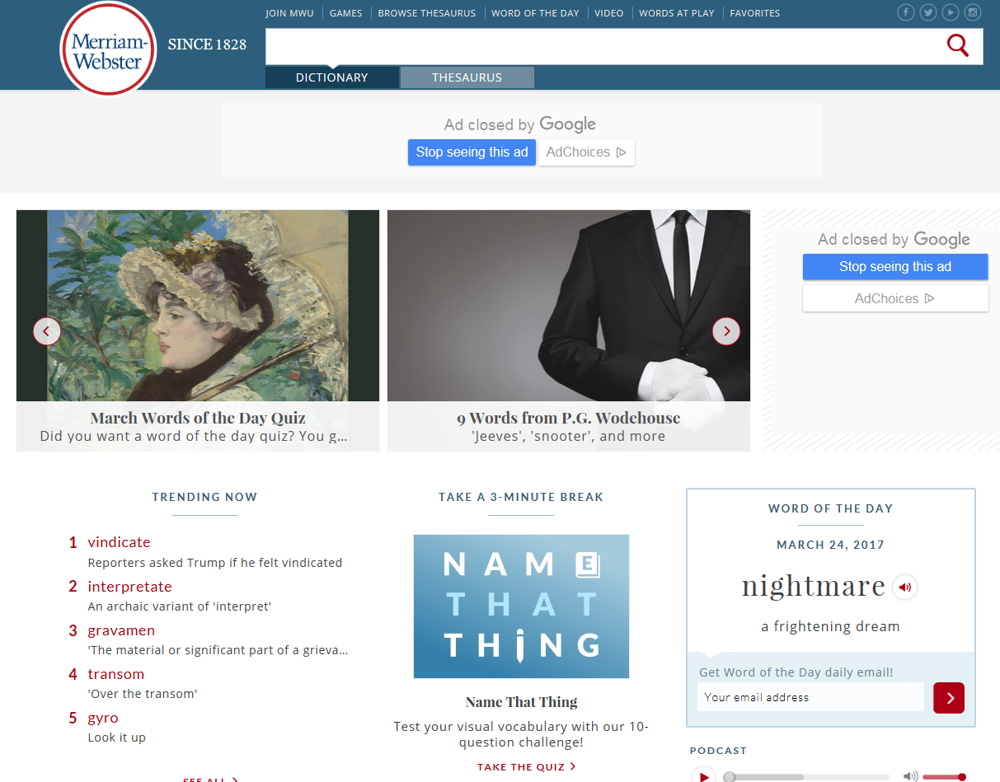 JOIN MWU GAMES BROWSE THESAURUS WORD OF THE DAY VIDEO WORDS AT PLAY FAVORITES
Merriam-
Webster
SINCE 1828
DICTIONARY THESAURUS
Ad closed by Google
Stop seeing this ad AdChoices
Ad closed by Google
Stop seeing this ad
AdChoices
March Words of the Day Quiz
Did you want a word of the day quiz? You g...
9 Words from P.G. Wodehouse
'Jeeves', 'snooter', and more
TRENDING NOW
1 vindicate
Reporters asked Trump if he felt vindicated
2 interpretate
An archaic variant of 'interpret'
3 gravamen
'The material or significant part of a grieva...
4 transom
'Over the transom'
5 gyro
Look it up
SEE ALL
TAKE A 3-MINUTE BREAK
NAME
THAT
THING
Name That Thing
Test your visual vocabulary with our 10-
question challenge!
TAKE THE QUIZ
WORD OF THE DAY
MARCH 24, 2017
nightmare
a frightening dream
Get Word of the Day daily email!
Your email address
PODCAST